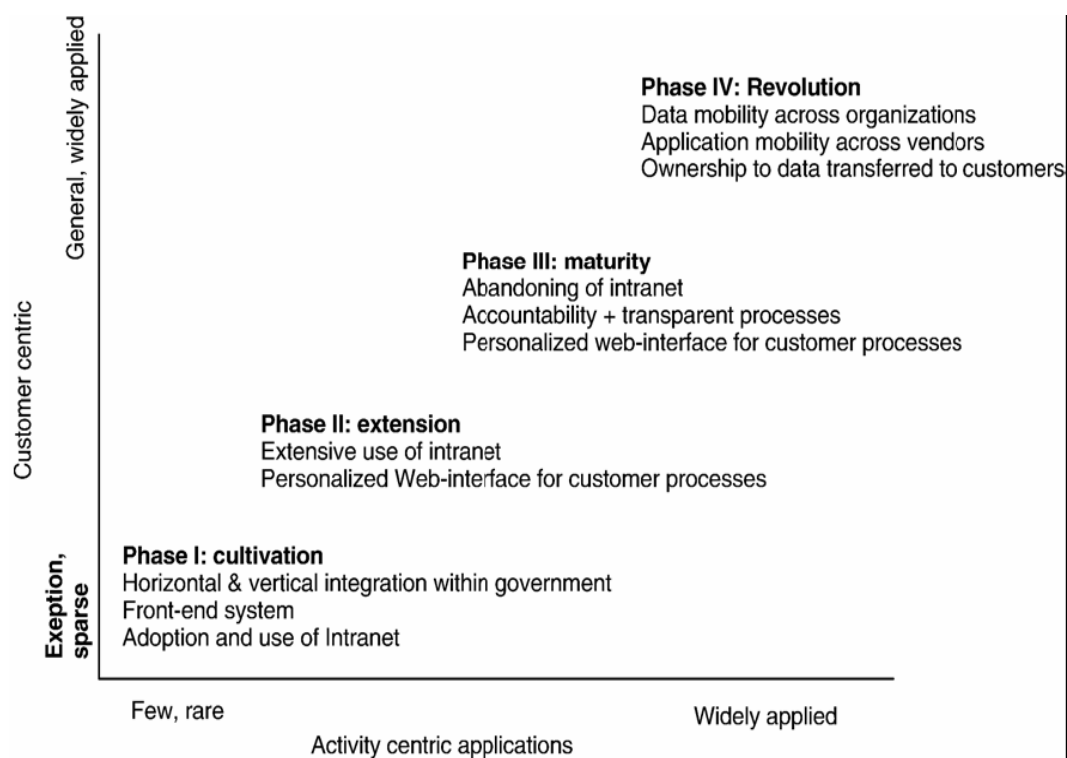 General, widely applied
Customer centric
Exeption,
sparse
Phase IV: Revolution
Data mobility across organizations
Application mobility across vendors
Ownership to data transferred to customers
Phase III: maturity
Abandoning of intranet
Accountability + transparent processes
Personalized web-interface for customer processes
Phase II: extension
Extensive use of intranet
Personalized Web-interface for customer processes
Phase I: cultivation
Horizontal & vertical integration within government
Front-end system
Adoption and use of Intranet
Few, rare
Widely applied
Activity centric applications